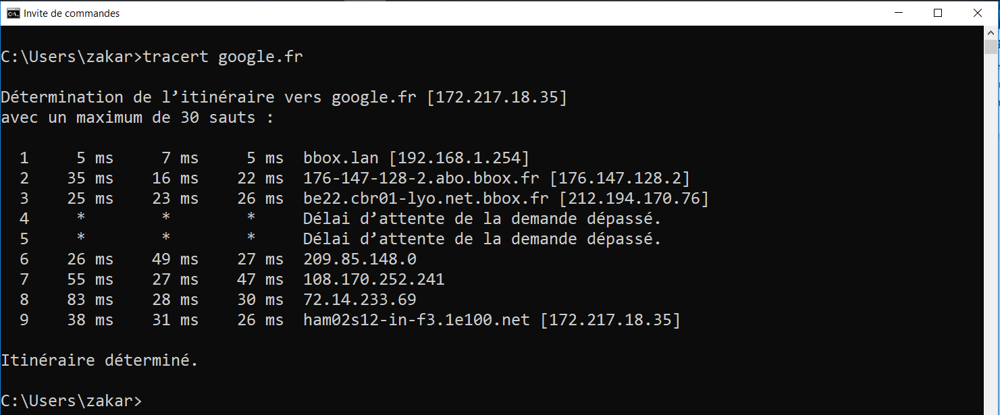 Invite de commandes
C:\Users\zakar>tracert google.fr
Détermination de l’itinéraire vers google.fr [172.217.18.35]
avec un maximum de 30 sauts :
1 5 ms 7 ms 5 ms bbox.lan [192.168.1.254]
2 35 ms 16 ms 22 ms 176-147-128-2.abo.bbox.fr [176.147.128.2]
3 25 ms 23 ms 26 ms be22.cbr01-lyo.net.bbox.fr [212.194.170.76]
4 * * * Délai d’attente de la demande dépassé.
5 * * * Délai d’attente de la demande dépassé.
6 26 ms 49 ms 27 ms 209.85.148.0
7 55 ms 27 ms 47 ms 108.170.252.241
8 83 ms 28 ms 30 ms 72.14.233.69
9 38 ms 31 ms 26 ms ham02s12-in-f3.1e100.net [172.217.18.35]
Itinéraire déterminé.
C:\Users\zakar>